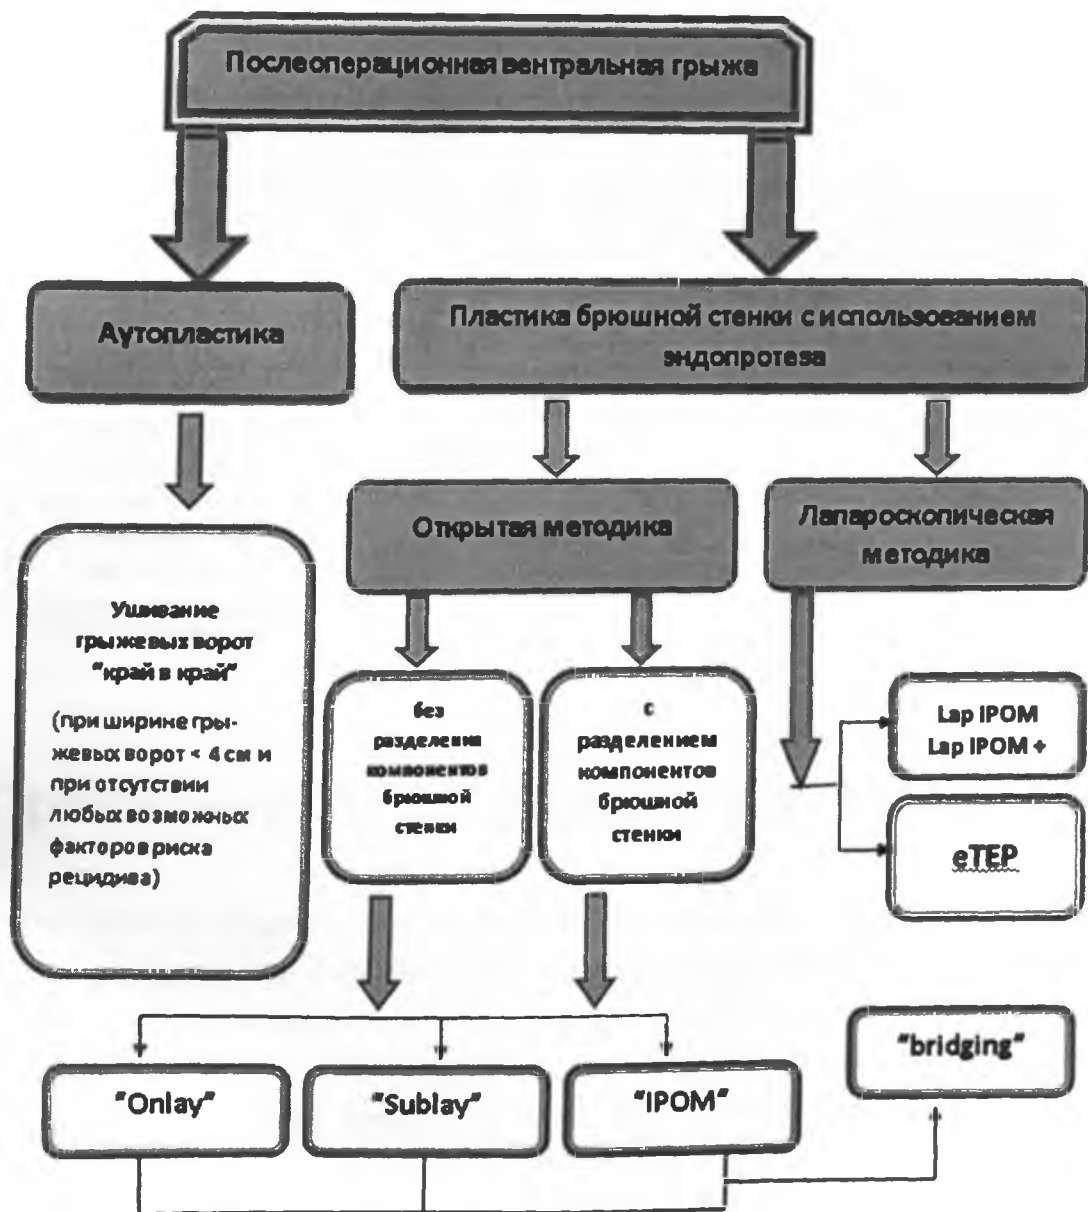 Послеоперационная вентральная грыжа
Аутопластика
Пластика брюшной стенки с использованием
эндопротеза
Открытая методика
Лапароскопическая
методика
Ушивание
грыжевых ворот
"край в край"
(при ширине гры-
жевых ворот < 4 см и
при отсутствии
любых возможных
факторов риска
рецидива)
без
разделения
компонентов
брюшной
стенки
с
разделением
компонентов
брюшной
стенки
Lap IPOM
Lap IPOM +
eTEP
"bridging"
"Onlay"
"Sublay"
"IPOM"